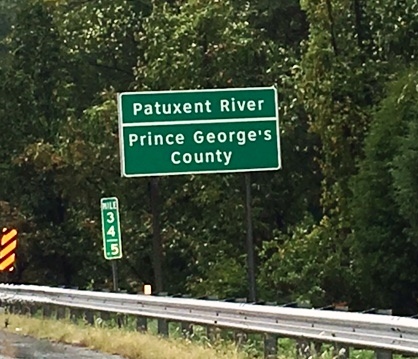 Patuxent River
Prince George's
County
MILE
3
4
.5